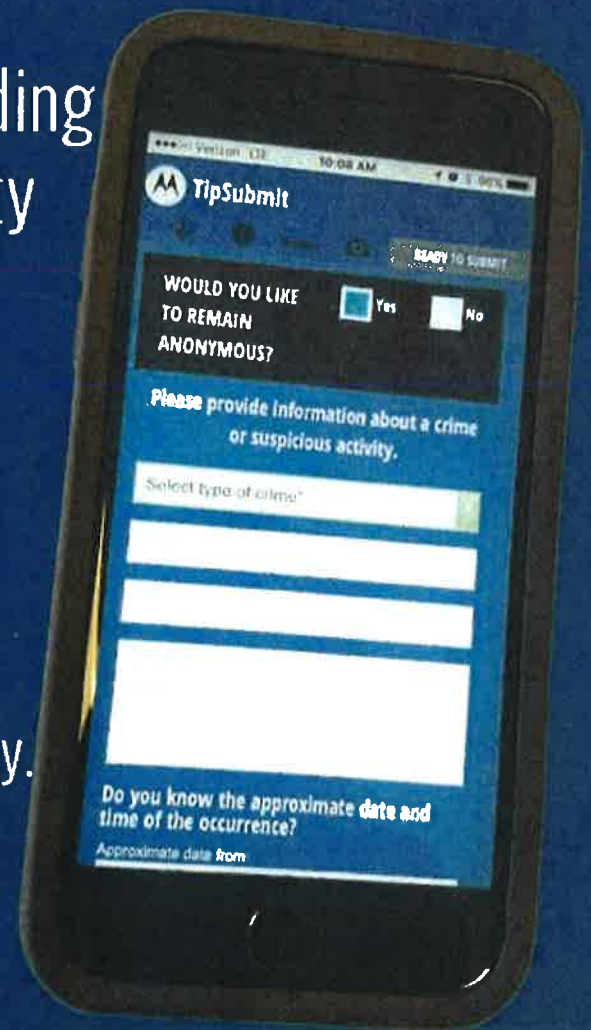 ding
ty
y.
Verizon LTE 10:08 AM
TipSubmit
READY TO SUBMIT
WOULD YOU LIKE
TO REMAIN
ANONYMOUS?
Yes
No
Please provide information about a crime
or suspicious activity.
Select type of crime*
Do you know the approximate date and
time of the occurrence?
Approximate date from